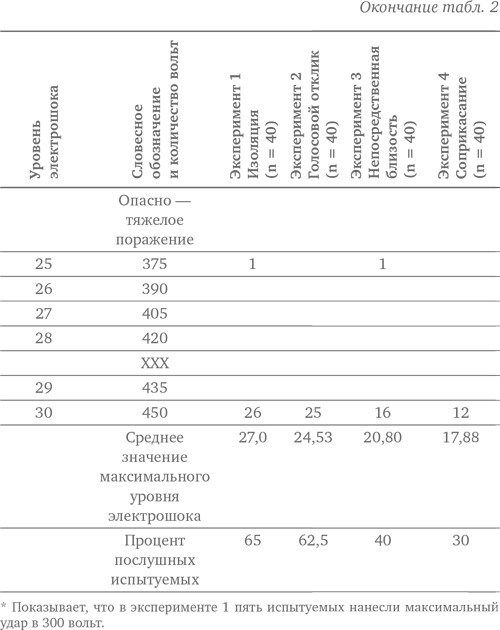 Окончание табл. 2
Уровень
электрошока
Словесное
обозначение
и количество вольт
Эксперимент 1
Изоляция
(n = 40)
Эксперимент 2
Голосовой отклик
(n = 40)
Эксперимент 3
Непосредственная
близость
(n = 40)
Эксперимент 4
Соприкасание
(n = 40)
Опасно —
тяжелое
поражение
25 375 1 1
26 390
27 405
28 420
XXX
29 435
30 450 26 25 16 12
Среднее 27,0 24,53 20,80 17,88
значение
максимального
уровня
электрошока
Процент 65 62,5 40 30
послушных
испытуемых
* Показывает, что в эксперименте 1 пять испытуемых нанесли максимальный
удар в 300 вольт.